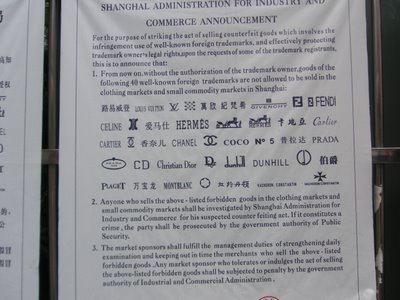 SHANGHAI ADMINISTRATION FOR INDUSTRY AND
COMMERCE ANNOUNCEMENT
For the purpose of striking the act of selling counterfeit goods which involves the
infringement use of well-known foreign trademarks, and effectively protecting
trademark owner's legal rights, upon the requests of some of the trademark registrants,
this is to announce that:
1. From now on, without the authorization of the trademark owner, goods of the
following 40 well-known foreign trademarks are not allowed to be sold in the
clothing markets and small commodity markets in Shanghai:
路易威登 LOUIS VUITTON LV 萬欽 紀梵希 GIVENCHY FENDI
CELINE 爱马仕 HERMÈS HERMÈS 卡地亚 Cartier
CARTIER 香奈儿 CHANEL COCO Nº 5 普拉达 PRADA
CD Christian Dior D dunhill DUNHILL 伯爵
PIAGET 万宝龙 MONTBLANC VACHERON CONSTANTIN VACHERON CONSTANTIN
2. Anyone who sells the above - listed forbidden goods in the clothing markets and
small commodity markets shall be investigated by Shanghai Administration for
Industry and Commerce. for his suspected counter feiting act. If it constitutes a
crime, the party shall be prosecuted by the government authority of Public
Security.
3. The market sponsors shall fulfill the management duties of strengthening daily
examination and keeping out in time the merchants who sell the above - listed
forbidden goods. Any market sponsor who tolerates or indulges the act of selling
the above-listed forbidden goods shall be subjected to penalty by the government
authority of Industrial and Commercial Administration.